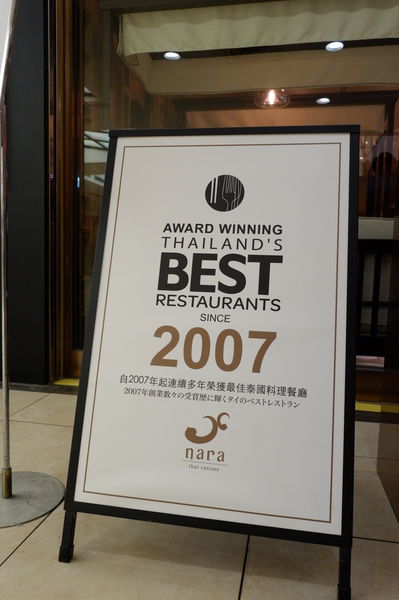 AWARD WINNING
THAILAND'S
BEST
RESTAURANTS
SINCE
2007
自2007年起連續多年榮獲最佳泰國料理餐廳
2007年創業数々の受賞歴に輝くタイのベストレストラン
nara
thai cuisine